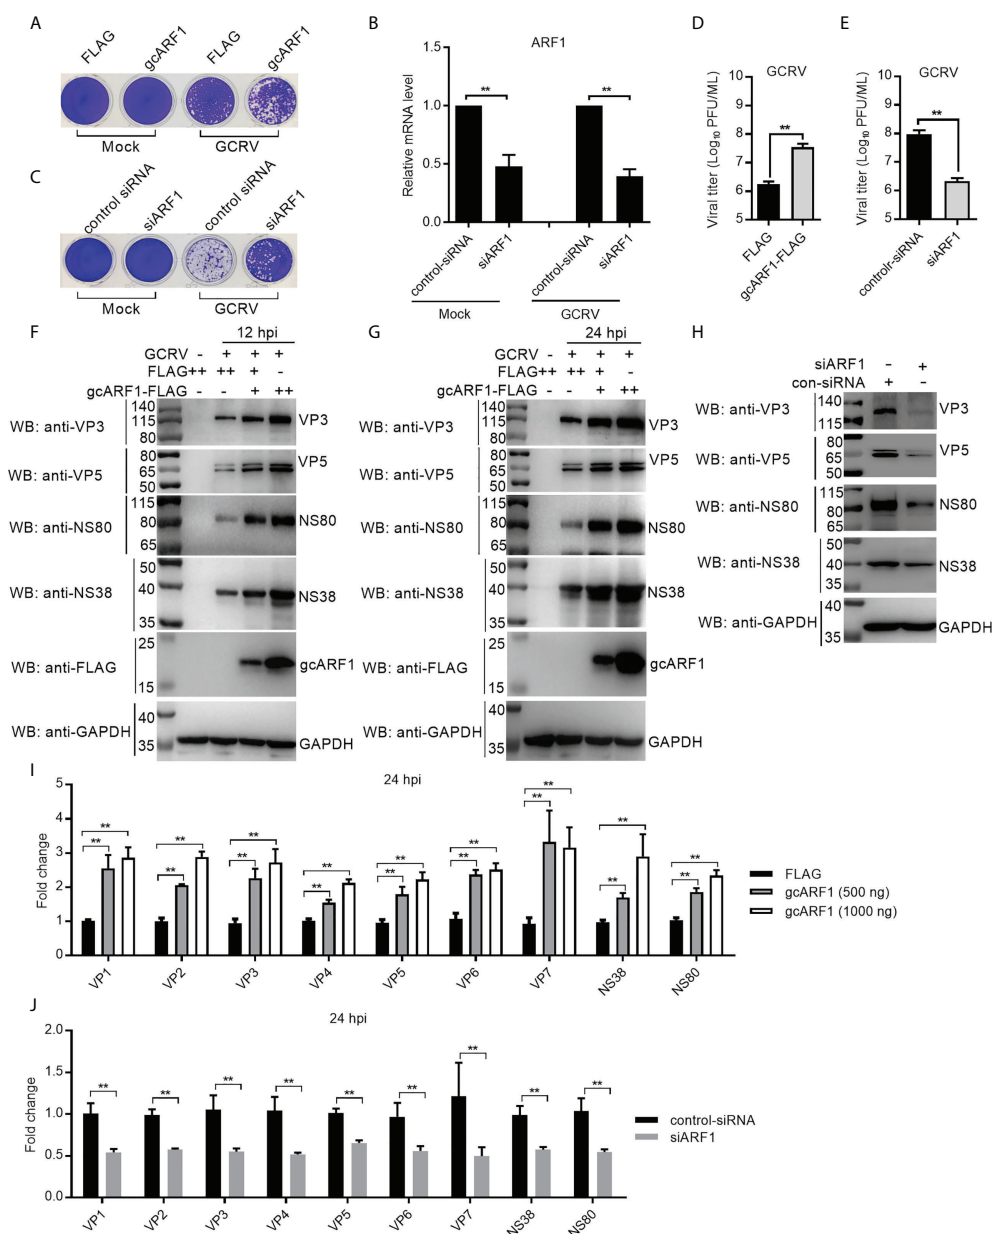 A
FLAG
gcARF1
FLAG
gcARF1
Mock
GCRV
B
ARF1
Relative mRNA level
1.5
1.0
0.5
0.0
control-siRNA
siARF1
control-siRNA
siARF1
Mock
GCRV
C
control siRNA
siARF1
control siRNA
siARF1
Mock
GCRV
D
GCRV
Viral titer (Log10 PFU/ML)
10
9
8
7
6
5
**
FLAG
gcARF1-FLAG
E
GCRV
Viral titer (Log10 PFU/ML)
10
9
8
7
6
5
**
controlr-siRNA
siARF1
F
12 hpi
GCRV - + + +
FLAG ++ ++ + -
gcARF1-FLAG - - + ++
WB: anti-VP3 140 115 80 VP3
WB: anti-VP5 80 65 50 VP5
WB: anti-NS80 115 80 65 NS80
WB: anti-NS38 50 40 35 NS38
WB: anti-FLAG 25 15 gcARF1
WB: anti-GAPDH 40 35 GAPDH
G
24 hpi
GCRV - + + +
FLAG ++ ++ + -
gcARF1-FLAG - - + ++
WB: anti-VP3 140 115 80 VP3
WB: anti-VP5 80 65 50 VP5
WB: anti-NS80 115 80 65 NS80
WB: anti-NS38 50 40 35 NS38
WB: anti-FLAG 25 15 gcARF1
WB: anti-GAPDH 40 35 GAPDH
H
siARF1 - +
con-siRNA + -
WB: anti-VP3 140 115 VP3
WB: anti-VP5 80 65 50 VP5
WB: anti-NS80 115 80 65 NS80
WB: anti-NS38 50 40 35 NS38
WB: anti-GAPDH 40 35 GAPDH
I
24 hpi
Fold change
5
4
3
2
1
0
VP1 VP2 VP3 VP4 VP5 VP6 VP7 NS38 NS80
FLAG
gcARF1 (500 ng)
gcARF1 (1000 ng)
J
24 hpi
Fold change
2.0
1.5
1.0
0.5
0.0
** ** ** ** ** ** ** ** **
VP1 VP2 VP3 VP4 VP5 VP6 VP7 NS38 NS80
control-siRNA
siARF1